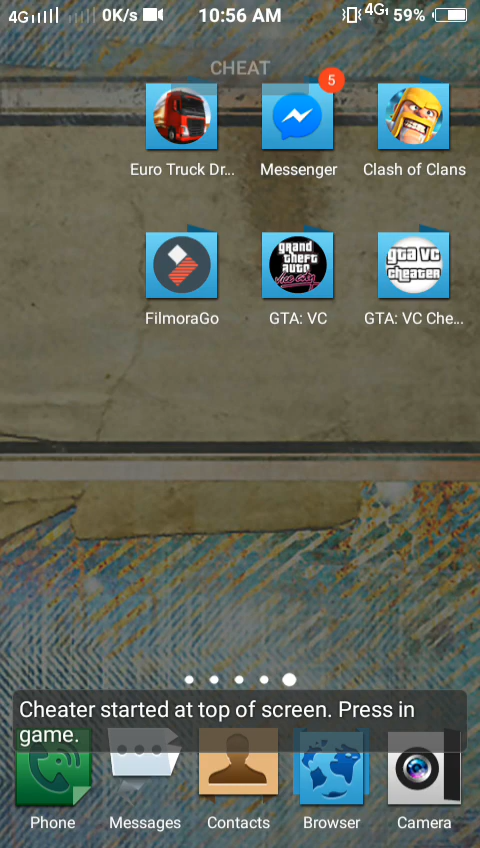 4G 0K/s 10:56 AM 4G 59%
CHEAT
5
Euro Truck Dr... Messenger Clash of Clans
grand theft auto Vice City
gta VC cheater
FilmoraGo GTA: VC GTA: VC Che...
Cheater started at top of screen. Press in
game.
Phone Messages Contacts Browser Camera